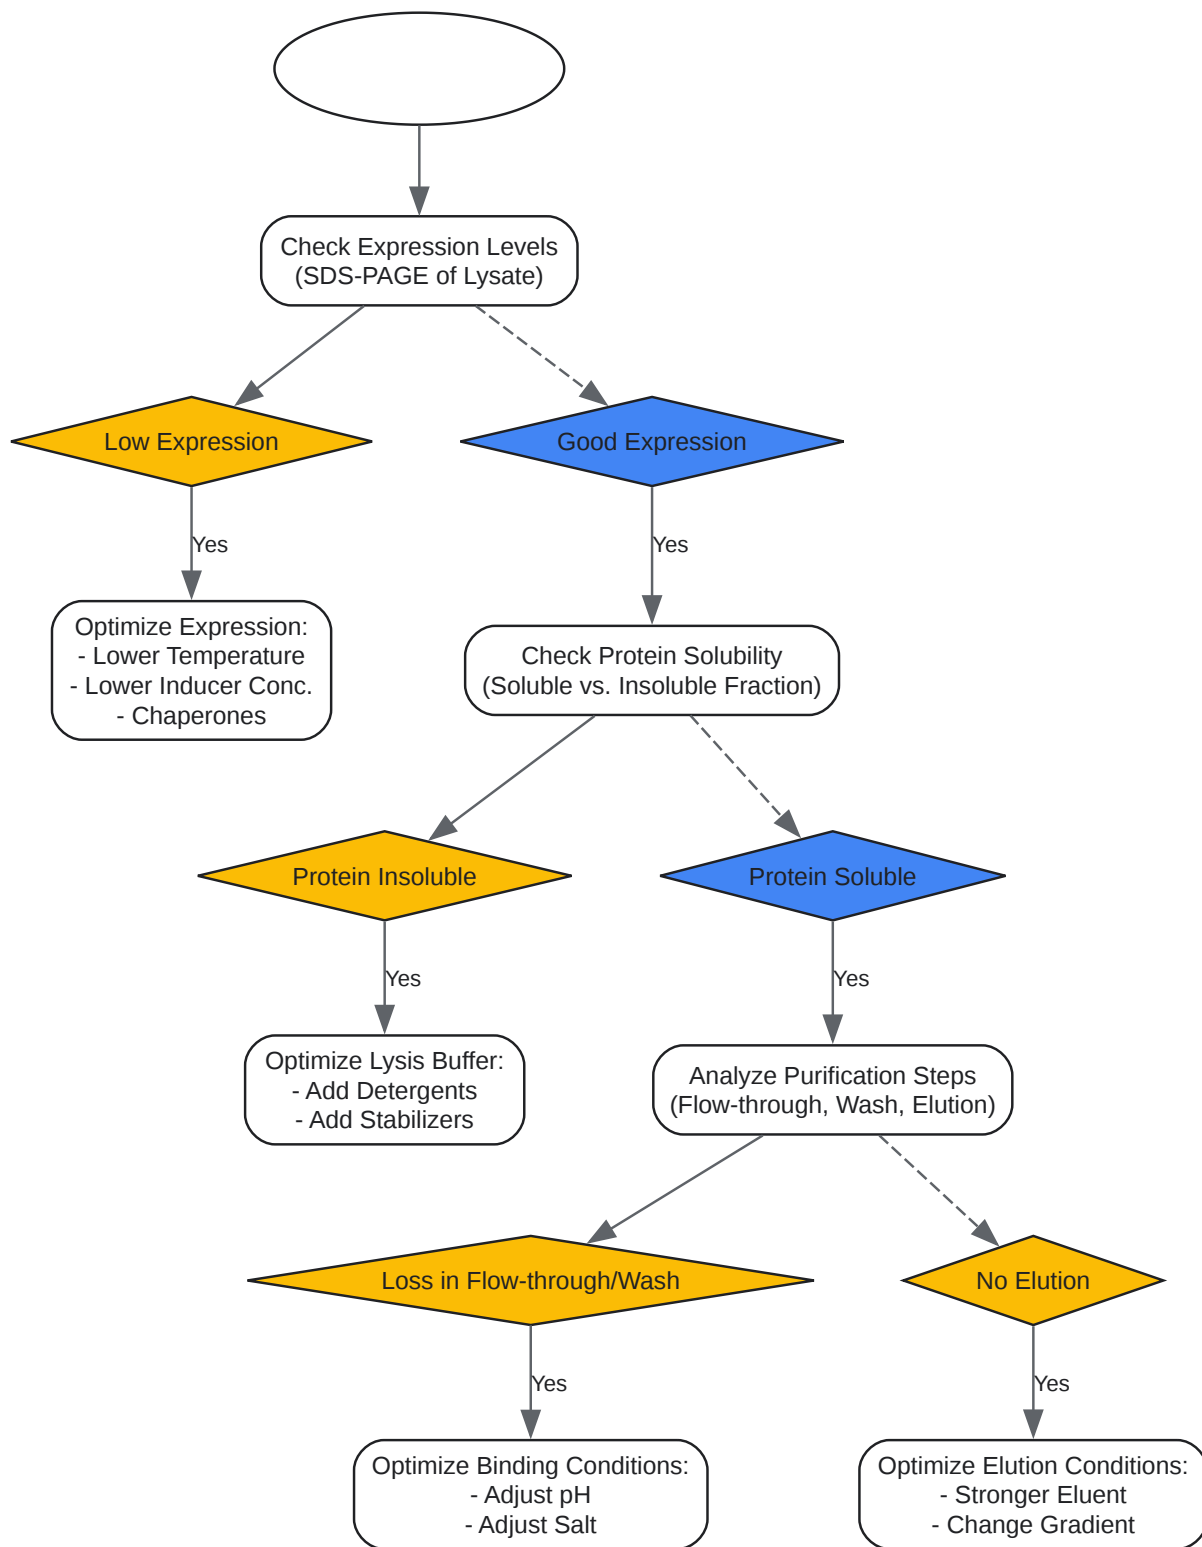 Check Expression Levels
(SDS-PAGE of Lysate)
Low Expression
Good Expression
Yes
Yes
Optimize Expression:
- Lower Temperature
- Lower Inducer Conc.
- Chaperones
Check Protein Solubility
(Soluble vs. Insoluble Fraction)
Protein Insoluble
Protein Soluble
Yes
Yes
Optimize Lysis Buffer:
- Add Detergents
- Add Stabilizers
Analyze Purification Steps
(Flow-through, Wash, Elution)
Loss in Flow-through/Wash
No Elution
Yes
Yes
Optimize Binding Conditions:
- Adjust pH
- Adjust Salt
Optimize Elution Conditions:
- Stronger Eluent
- Change Gradient